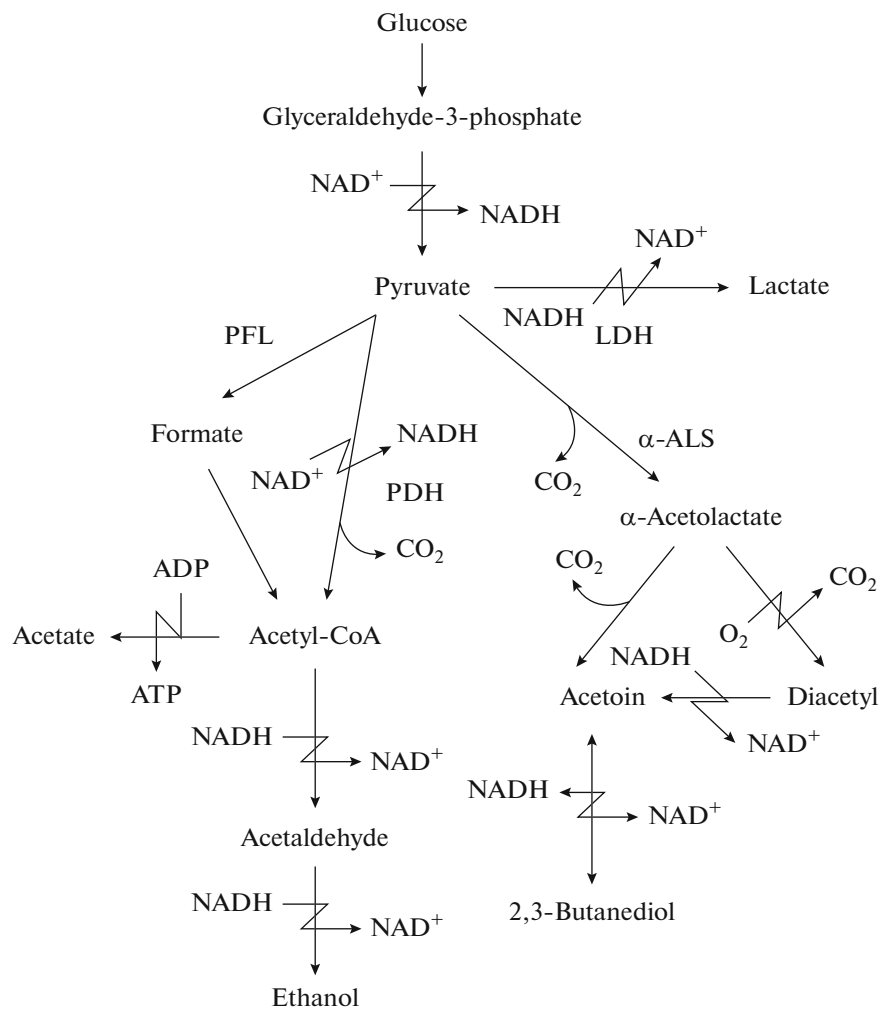 Glucose
Glyceraldehyde-3-phosphate
NAD⁺
NADH
NAD⁺
Pyruvate
Lactate
NADH
LDH
PFL
Formate
NADH
α-ALS
NAD⁺
PDH
CO₂
α-Acetolactate
CO₂
CO₂
CO₂
ADP
O₂
Acetate
Acetyl-CoA
NADH
ATP
Acetoin
Diacetyl
NADH
NAD⁺
NAD⁺
NADH
NAD⁺
Acetaldehyde
NADH
NAD⁺
2,3-Butanediol
Ethanol